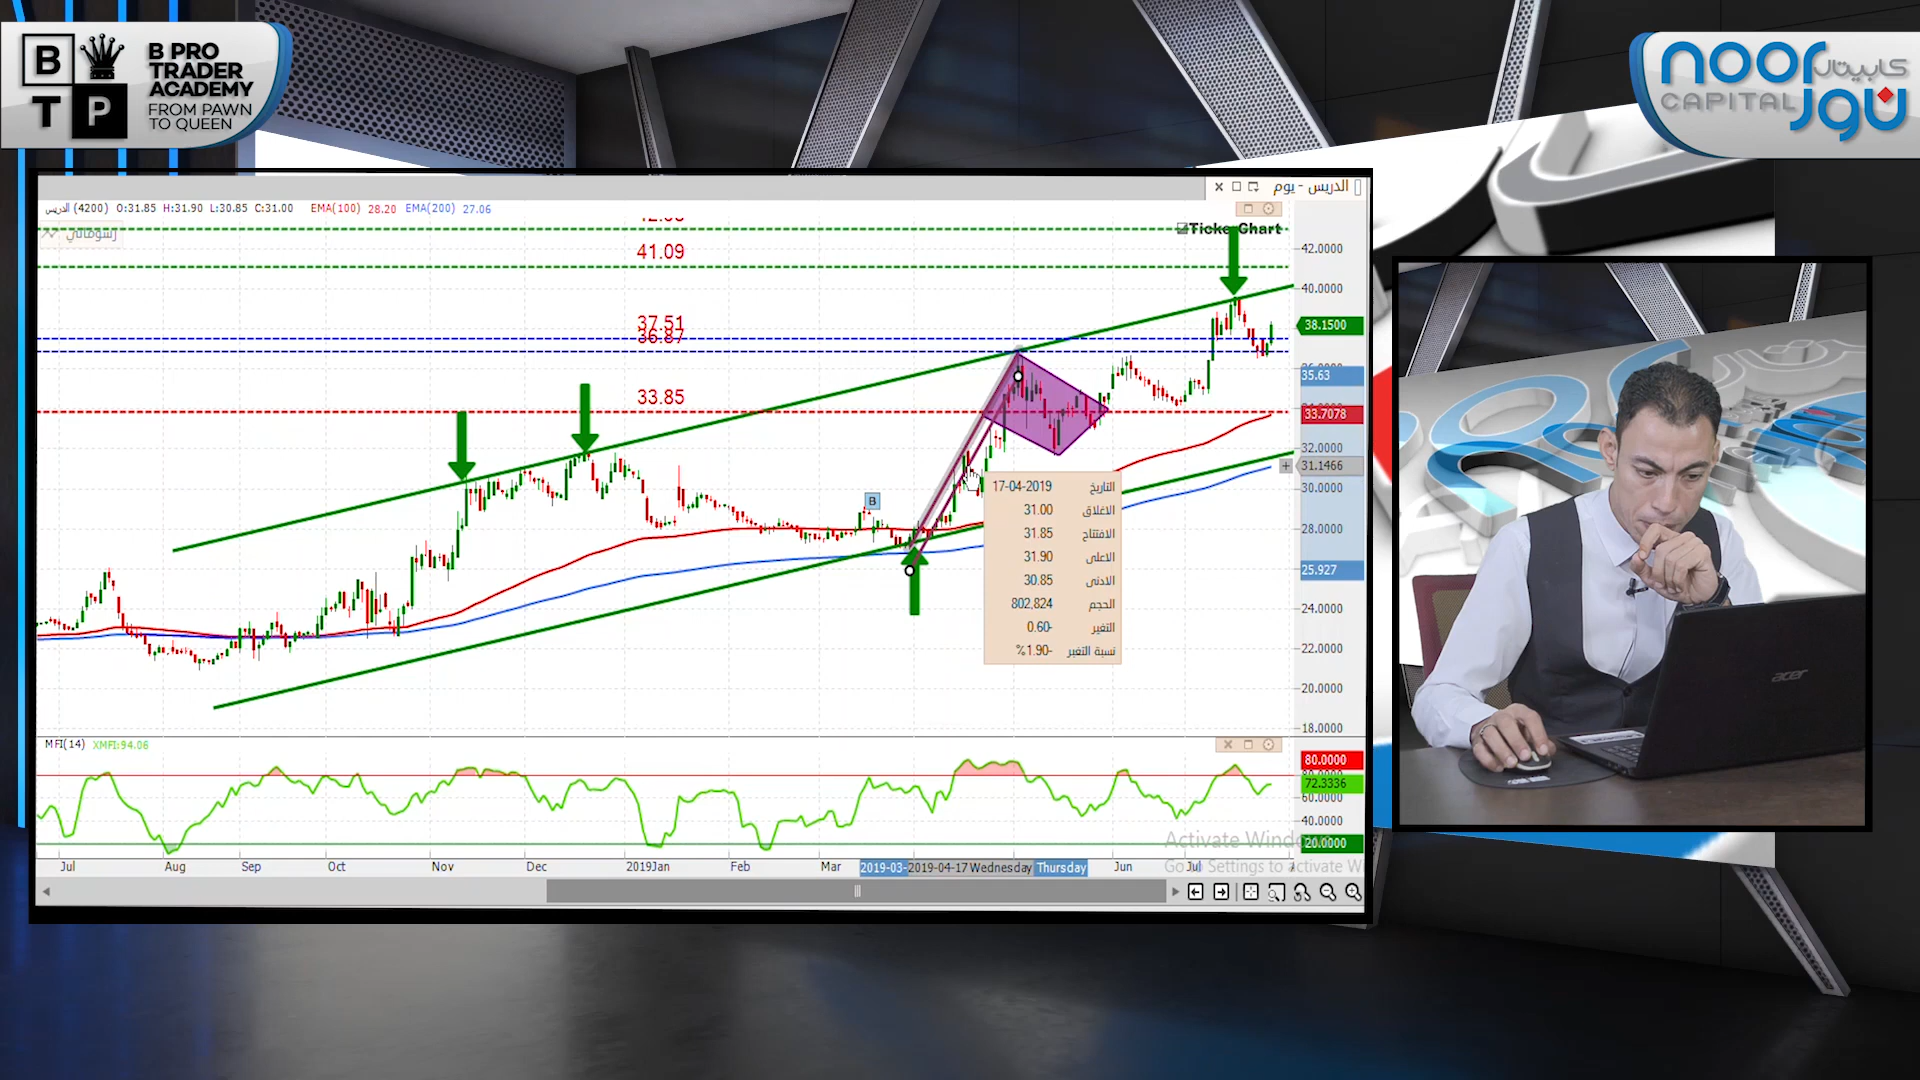 B
T P
B PRO
TRADER
ACADEMY
FROM PAWN
TO QUEEN
noor كابيتال
CAPITAL نور
الدريس - يوم
الدريس (4200) O:31.85 H:31.90 L:30.85 C:31.00 EMA(100) 28.20 EMA(200) 27.06
رسوماتي
TickerChart
41.09
37.51
36.87
33.85
B
42.0000
40.0000
38.1500
35.63
33.7078
32.0000
31.1466
30.0000
28.0000
25.927
24.0000
22.0000
20.0000
18.0000
التاريخ 17-04-2019
الاغلاق 31.00
الافتتاح 31.85
الاعلى 31.90
الادنى 30.85
الحجم 802,824
التغير 0.60-
نسبة التغير %1.90-
MFI(14) XMFI:94.06
80.0000
72.3336
60.0000
40.0000
20.0000
Activate Windows
Go to Settings to activate W
Jul Aug Sep Oct Nov Dec 2019Jan Feb Mar 2019-03- 2019-04-17 Wednesday Thursday Jun Jul
acer